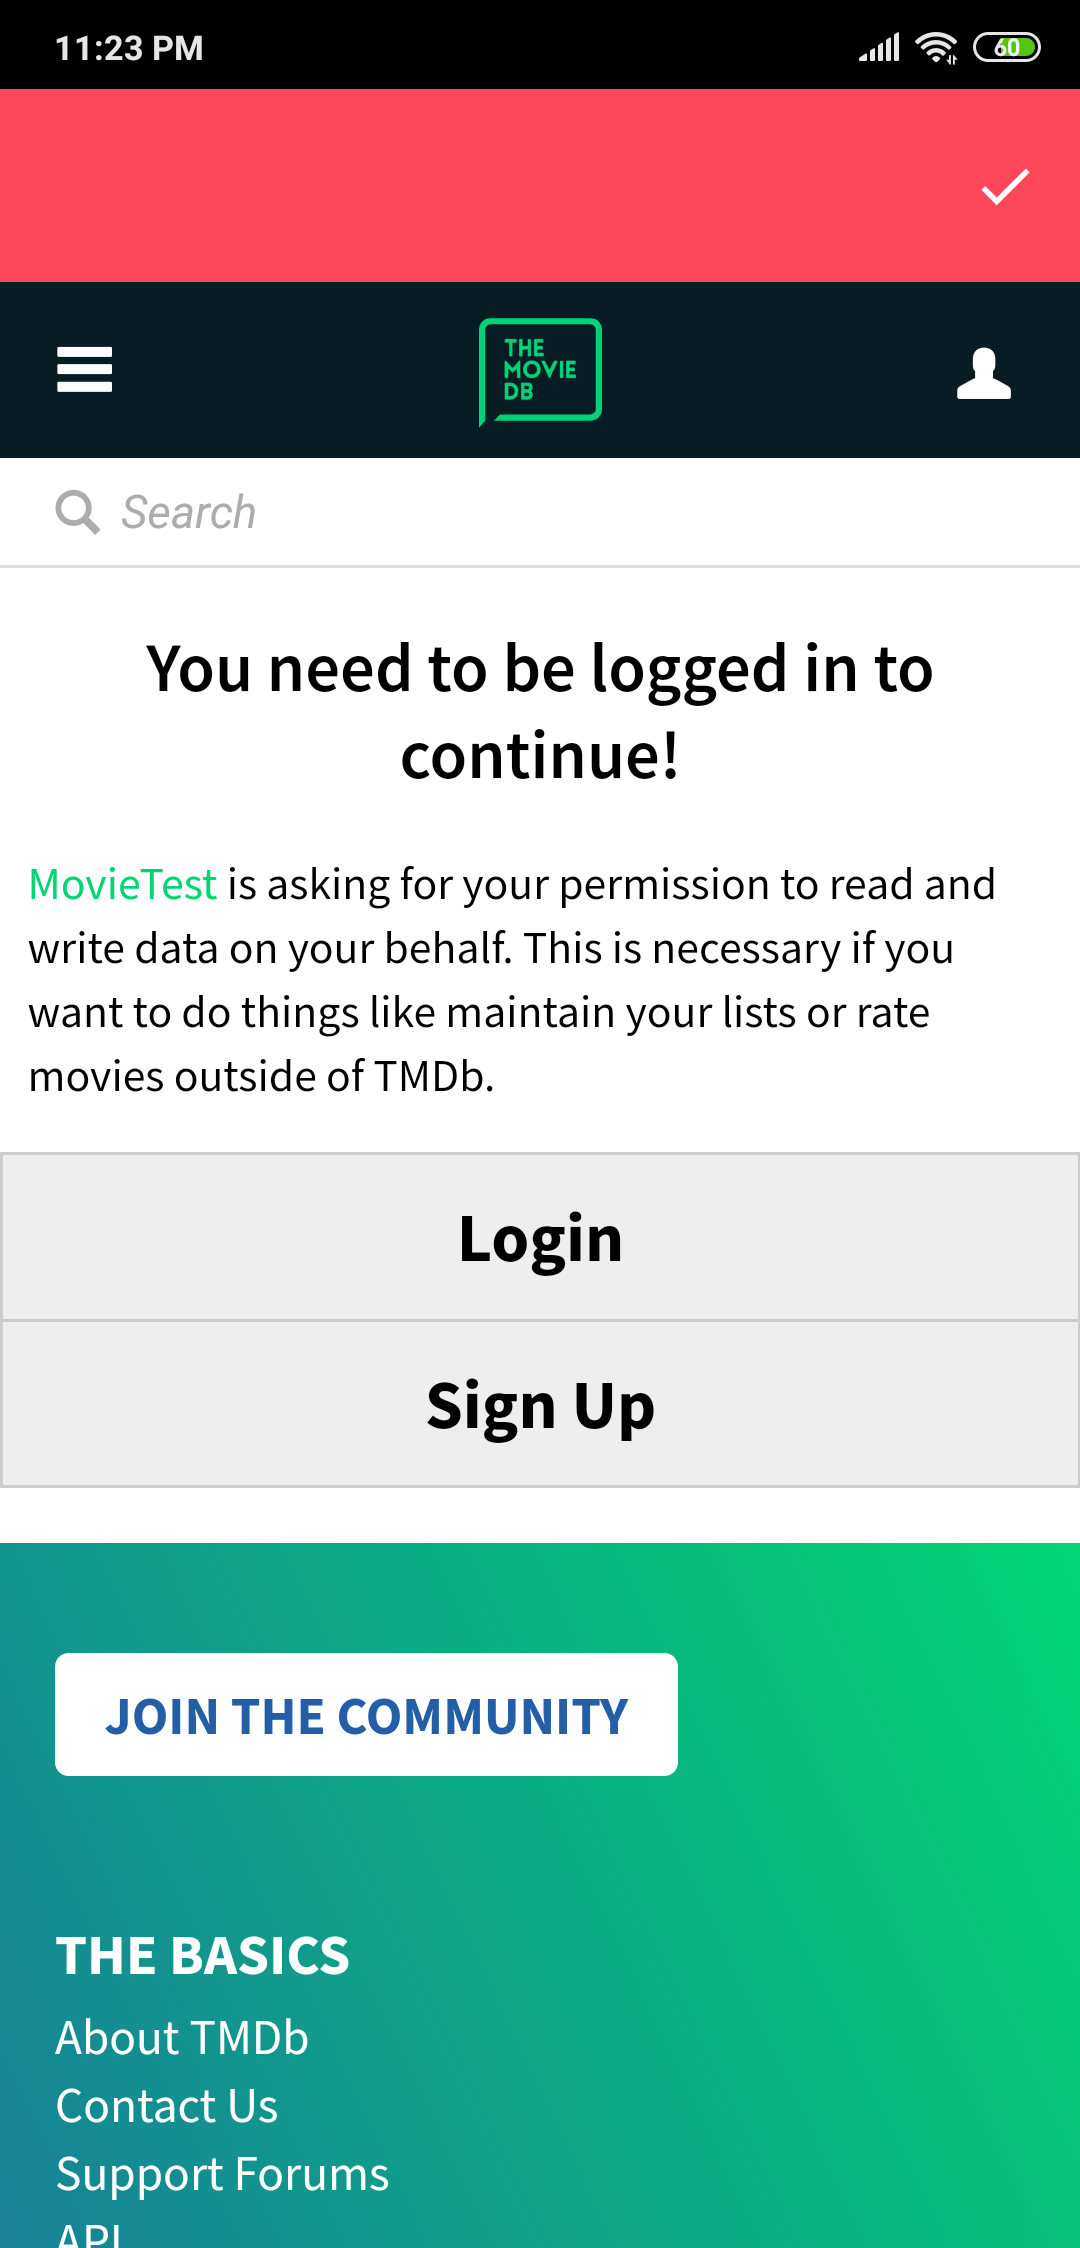 11:23 PM
60
THE
MOVIE
DB
Search
You need to be logged in to
continue!
MovieTest is asking for your permission to read and
write data on your behalf. This is necessary if you
want to do things like maintain your lists or rate
movies outside of TMDb.
Login
Sign Up
JOIN THE COMMUNITY
THE BASICS
About TMDb
Contact Us
Support Forums
API